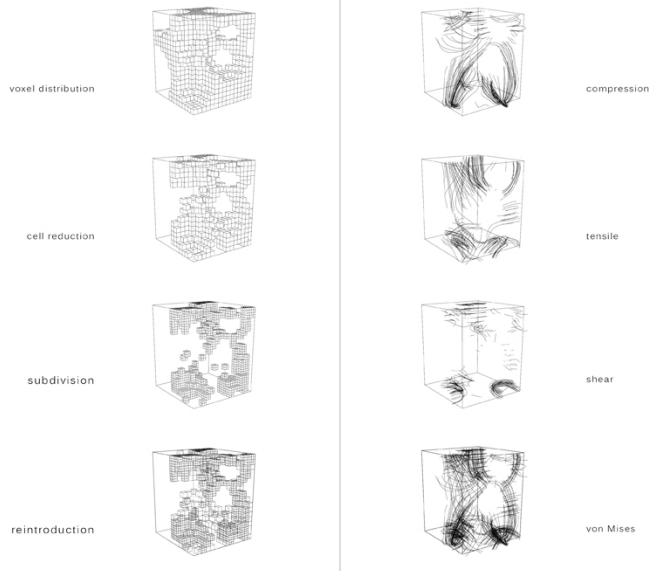 voxel distribution
compression
cell reduction
tensile
subdivision
shear
reintroduction
von Mises